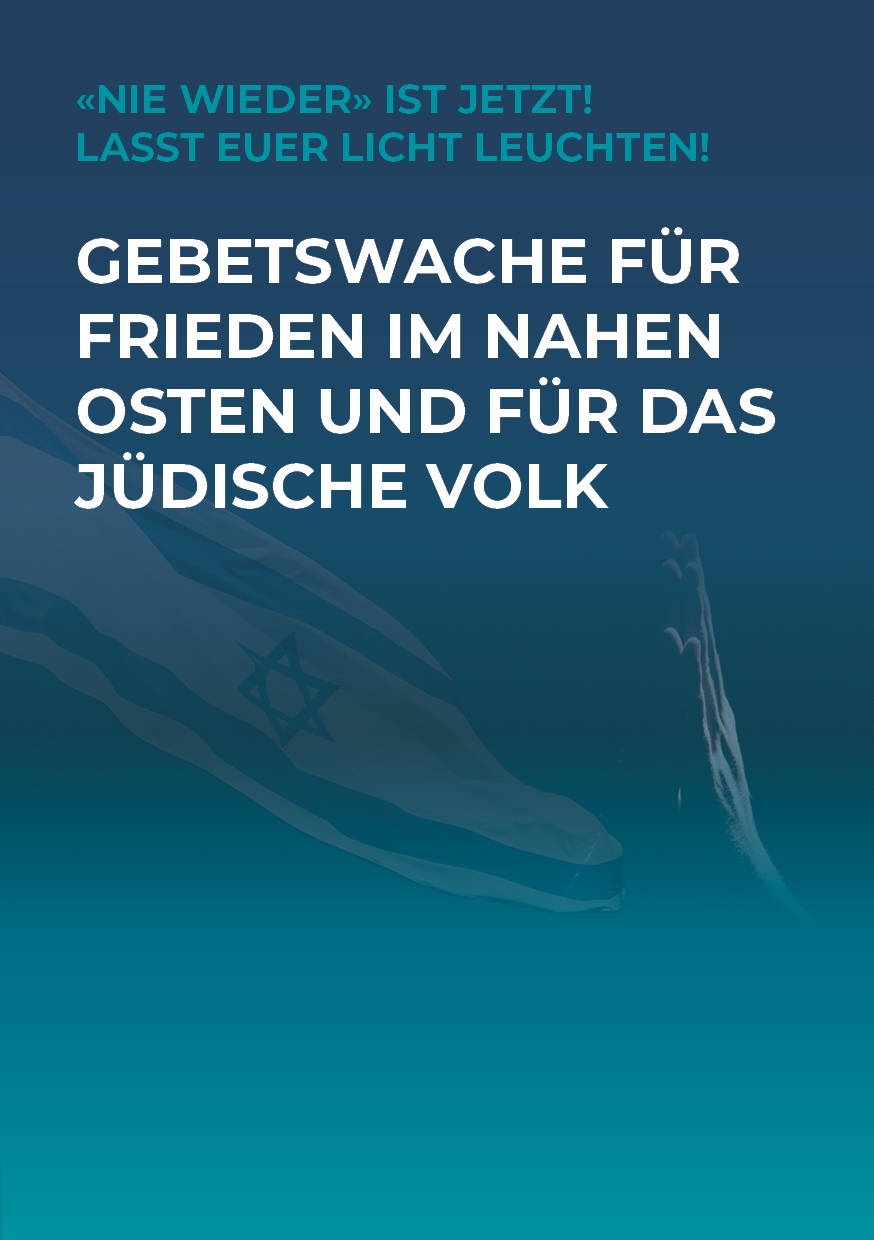 «NIE WIEDER» IST JETZT!
LASST EUER LICHT LEUCHTEN!
GEBETSWACHE FÜR
FRIEDEN IM NAHEN
OSTEN UND FÜR DAS
JÜDISCHE VOLK